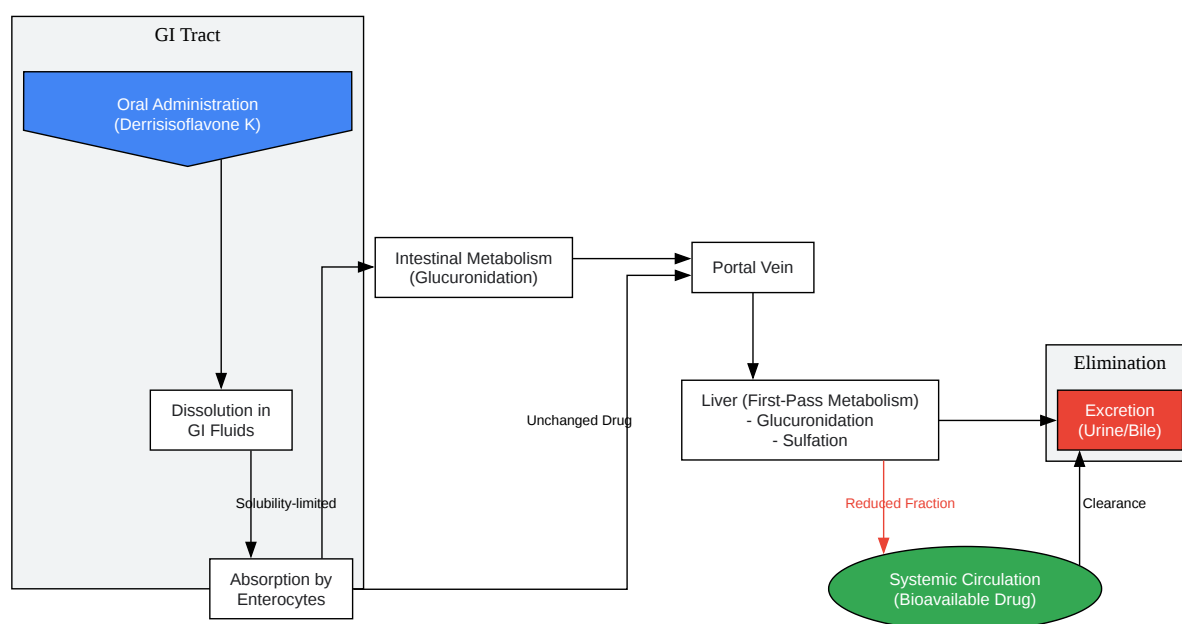 GI Tract
Oral Administration
(Derrisisoflavone K)
Intestinal Metabolism
(Glucuronidation)
Portal Vein
Dissolution in
GI Fluids
Solubility-limited
Absorption by
Enterocytes
Unchanged Drug
Liver (First-Pass Metabolism)
- Glucuronidation
- Sulfation
Elimination
Excretion
(Urine/Bile)
Reduced Fraction
Clearance
Systemic Circulation
(Bioavailable Drug)